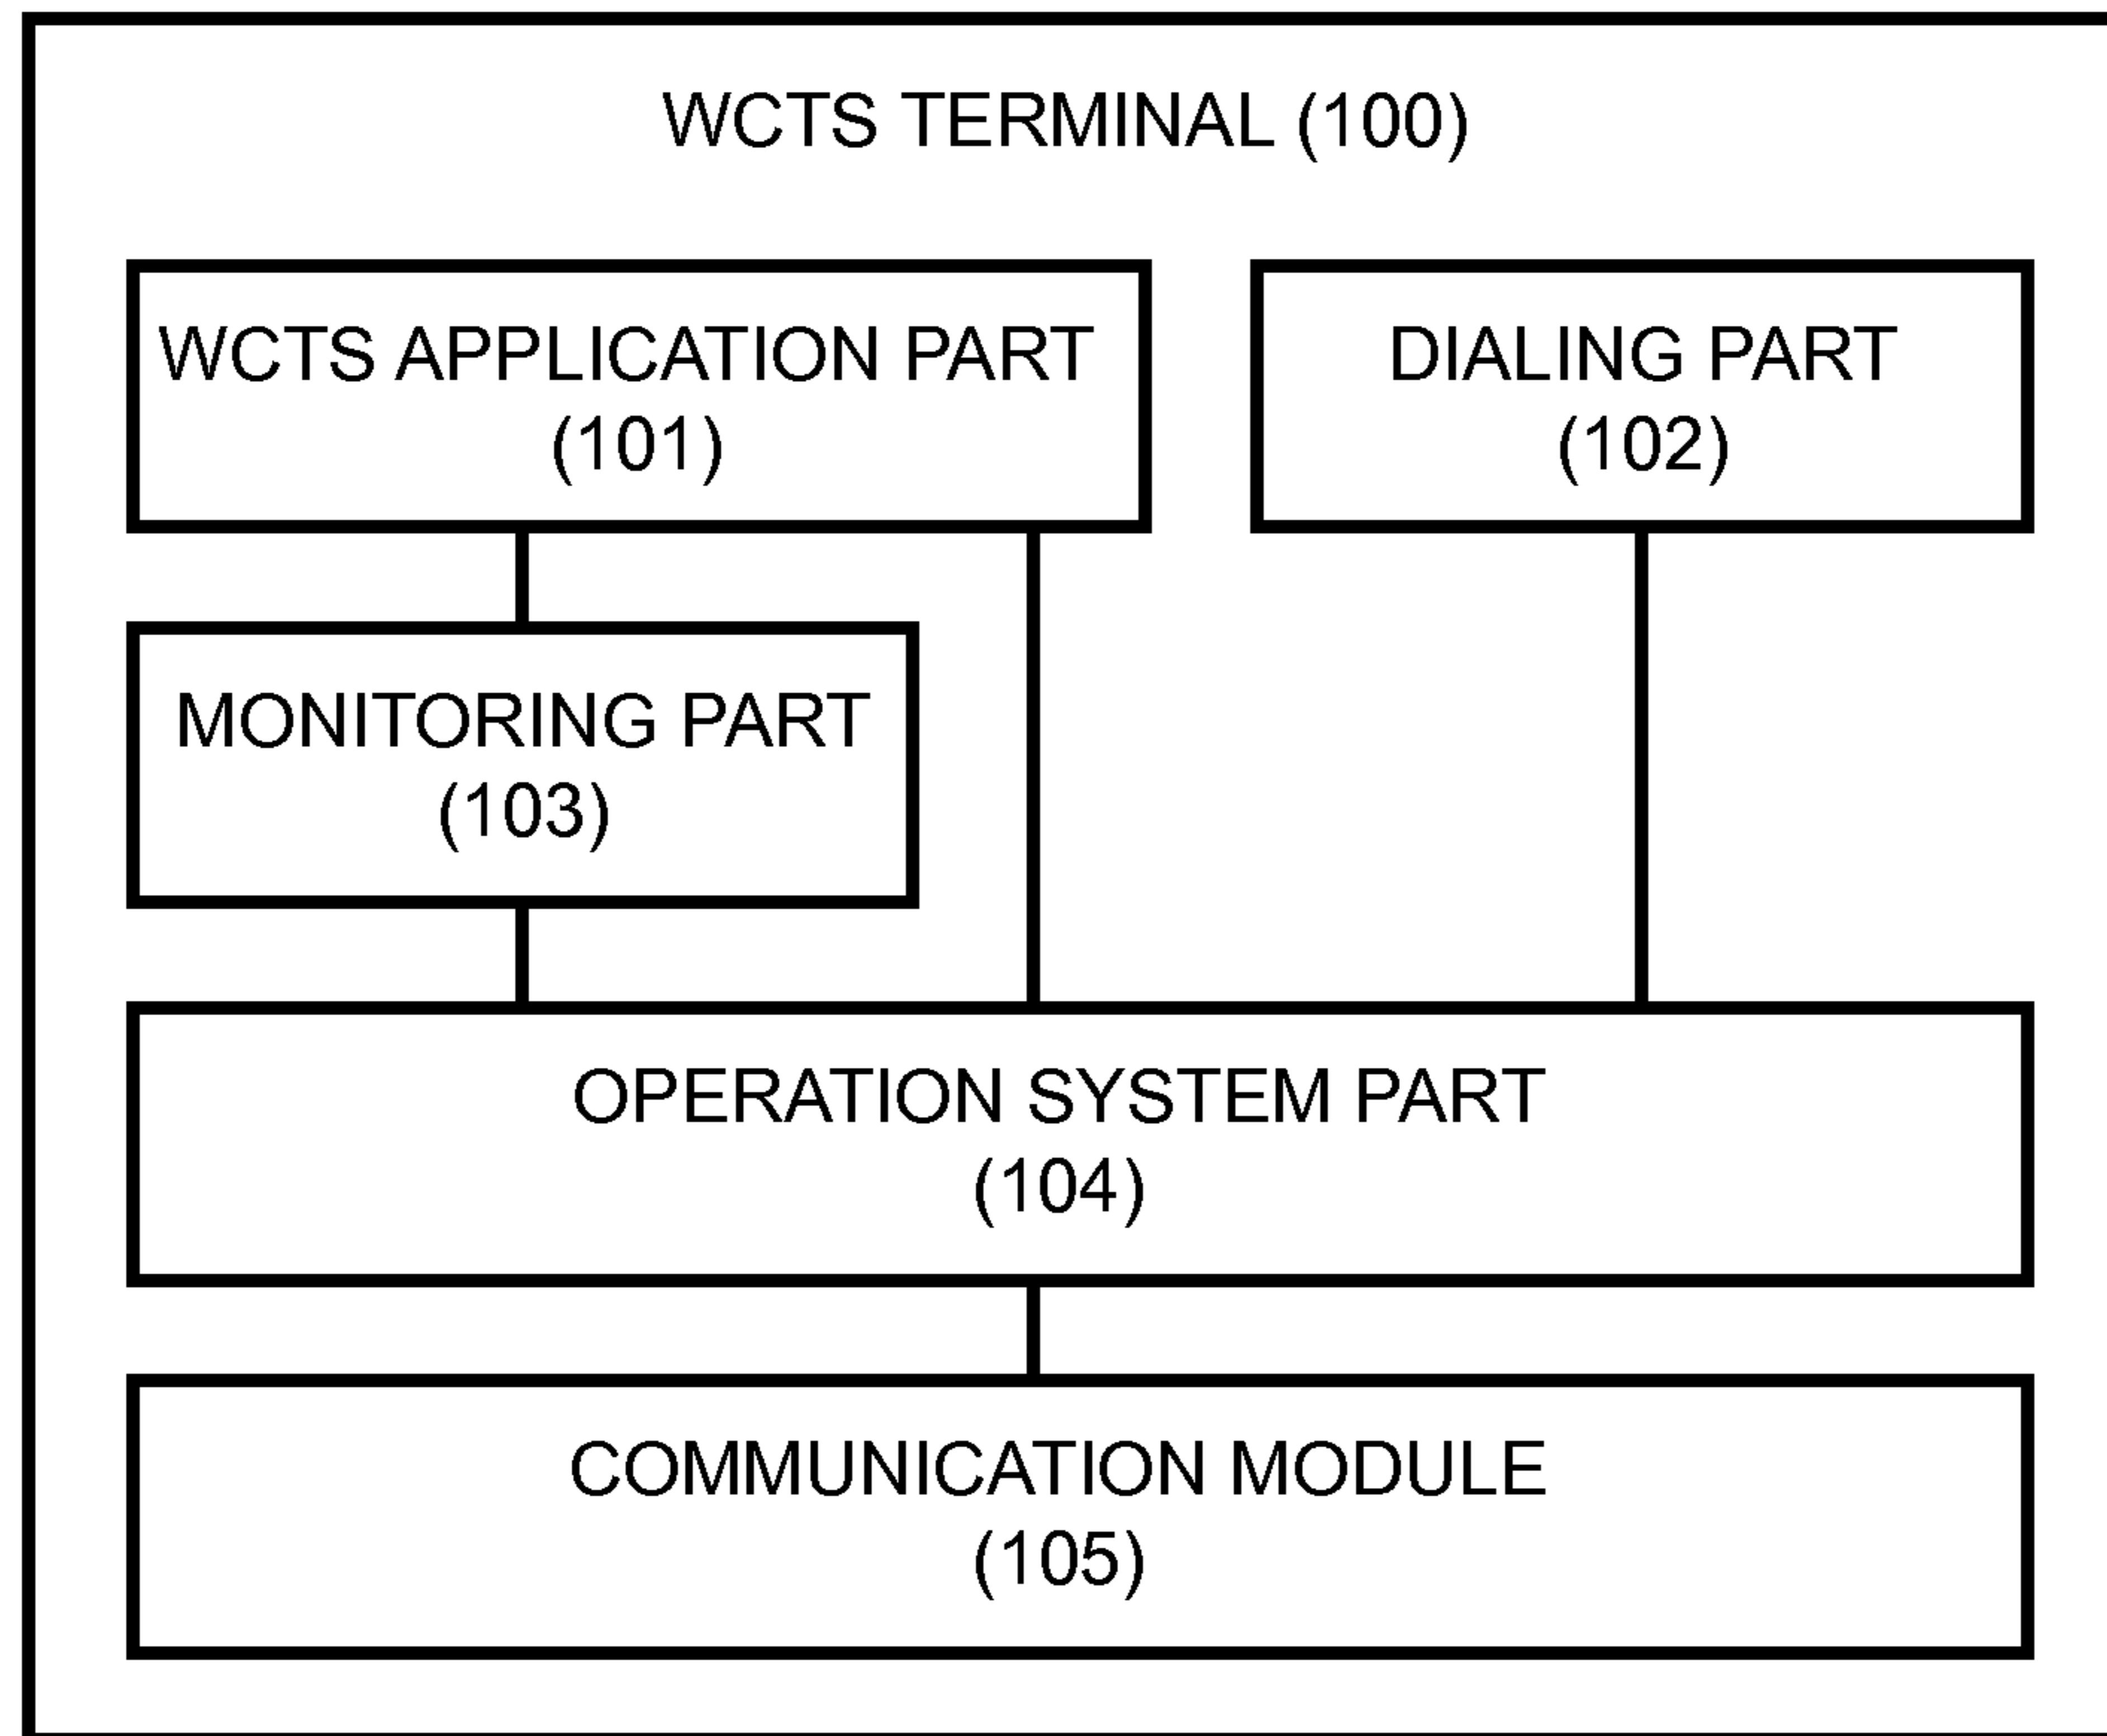 WCTS TERMINAL (100)
WCTS APPLICATION PART
(101)
DIALING PART
(102)
MONITORING PART
(103)
OPERATION SYSTEM PART
(104)
COMMUNICATION MODULE
(105)